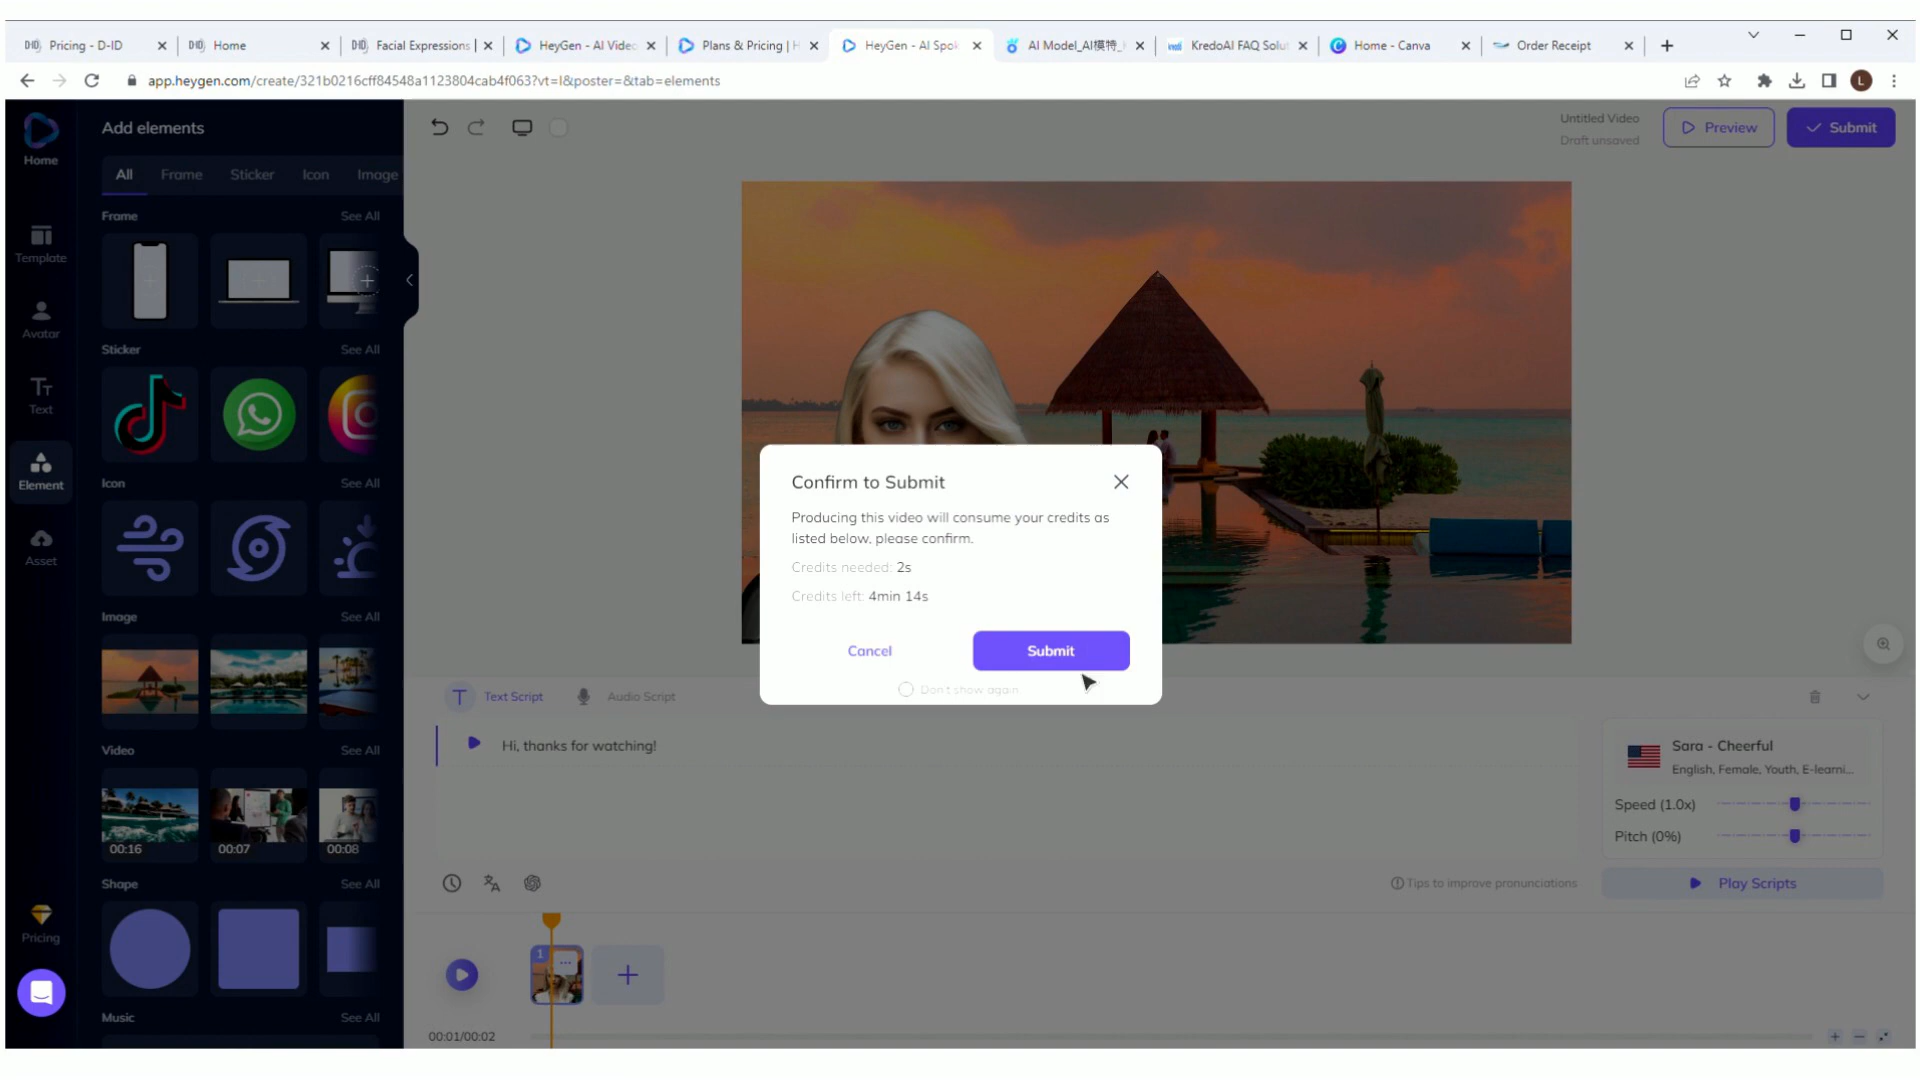 Pricing - D-ID
Home
Facial Expressions |
HeyGen - AI Video
Plans & Pricing | H
HeyGen - AI Spok
AI Model_AI模特_
KredoAI FAQ Solut
Home - Canva
Order Receipt
app.heygen.com/create/321b0216cff84548a1123804cab4f063?vt=l&poster=&tab=elements
L
Home
Add elements
Untitled Video
Draft unsaved
Preview
Submit
All
Frame
Sticker
Icon
Image
Frame
See All
Template
Sticker
See All
Avatar
Text
Icon
See All
Element
Asset
Image
See All
Video
See All
00:16
00:07
00:08
Shape
See All
Pricing
Music
See All
Confirm to Submit
Producing this video will consume your credits as
listed below, please confirm.
Credits needed: 2s
Credits left: 4min 14s
Cancel
Submit
Don't show again
Text Script
Audio Script
Hi, thanks for watching!
Sara - Cheerful
English, Female, Youth, E-learni...
Speed (1.0x)
Pitch (0%)
Tips to improve pronunciations
Play Scripts
1
00:01/00:02